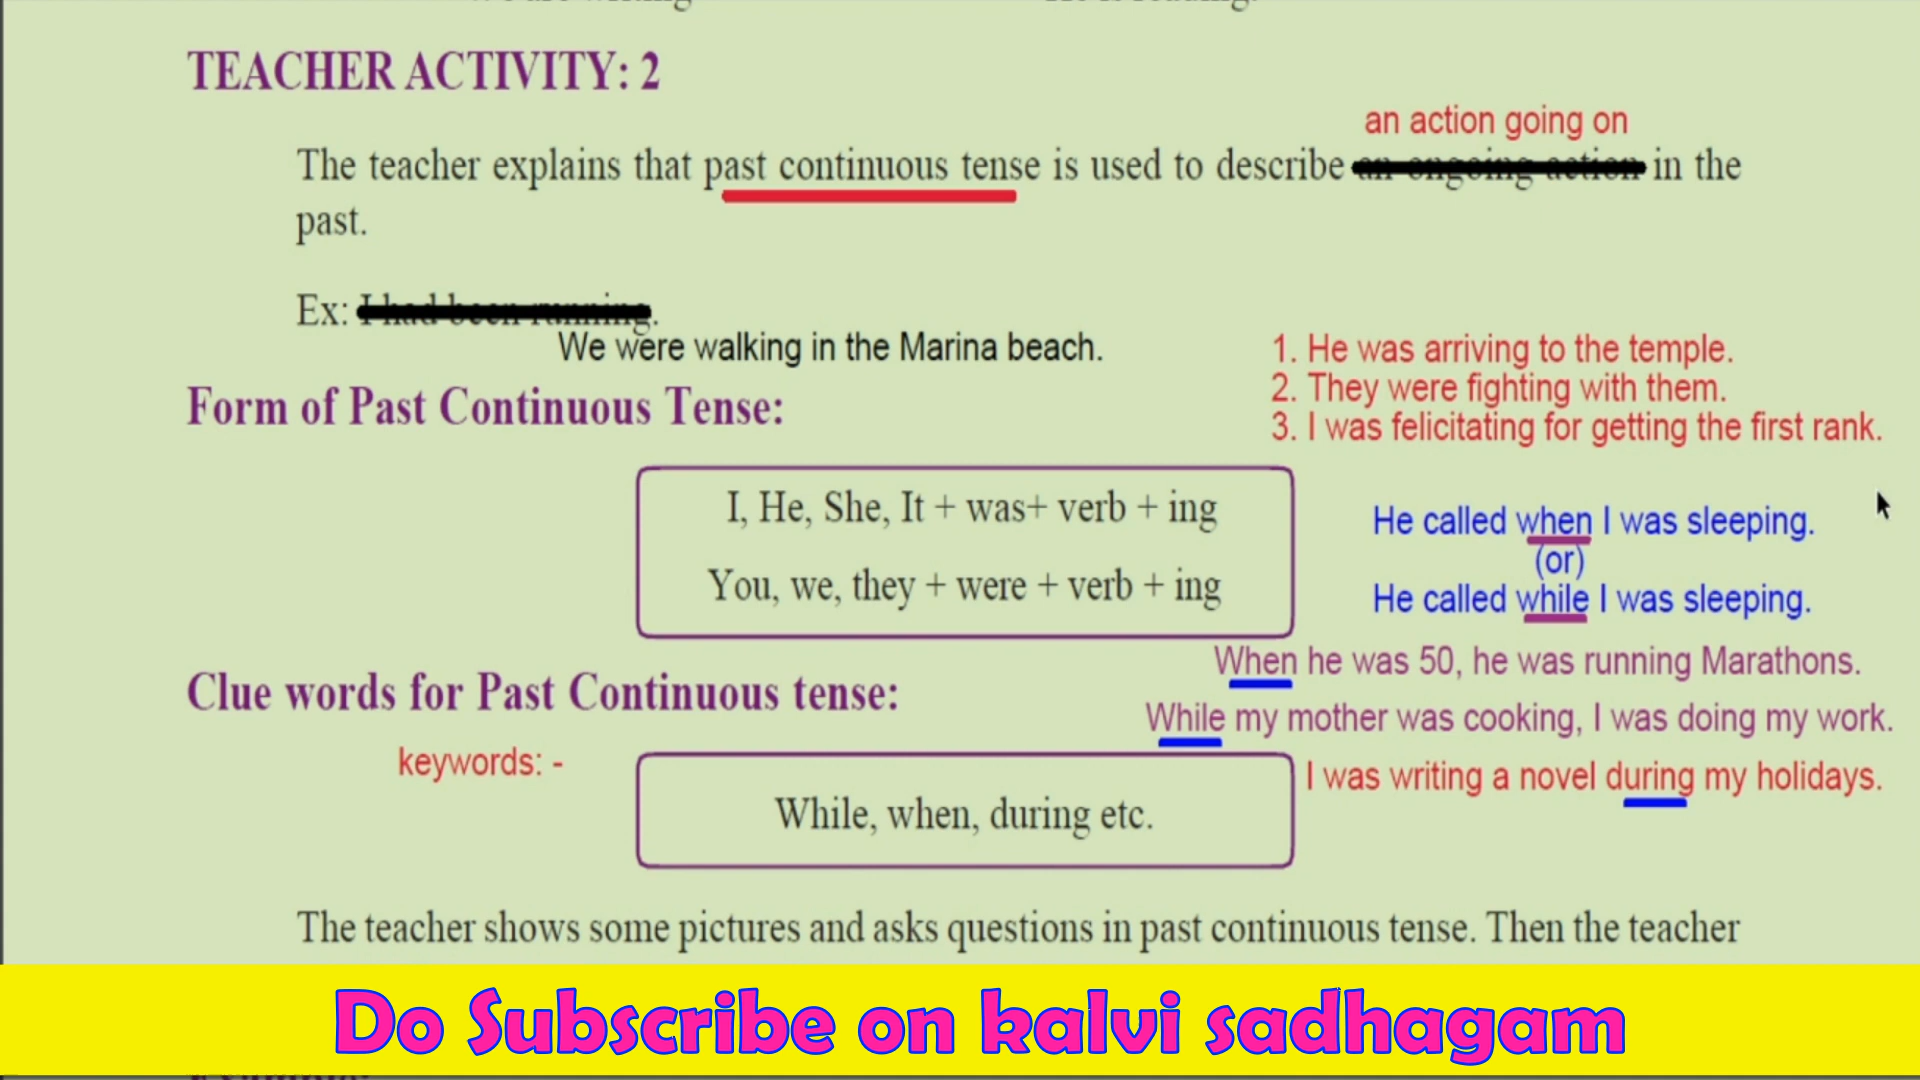 TEACHER ACTIVITY: 2
an action going on
The teacher explains that past continuous tense is used to describe an ongoing action in the
past.
Ex: I had been running.
We were walking in the Marina beach.
1. He was arriving to the temple.
2. They were fighting with them.
3. I was felicitating for getting the first rank.
Form of Past Continuous Tense:
I, He, She, It + was+ verb + ing
You, we, they + were + verb + ing
He called when I was sleeping.
(or)
He called while I was sleeping.
When he was 50, he was running Marathons.
Clue words for Past Continuous tense:
While my mother was cooking, I was doing my work.
keywords: -
I was writing a novel during my holidays.
While, when, during etc.
The teacher shows some pictures and asks questions in past continuous tense. Then the teacher
Do Subscribe on kalvi sadhagam